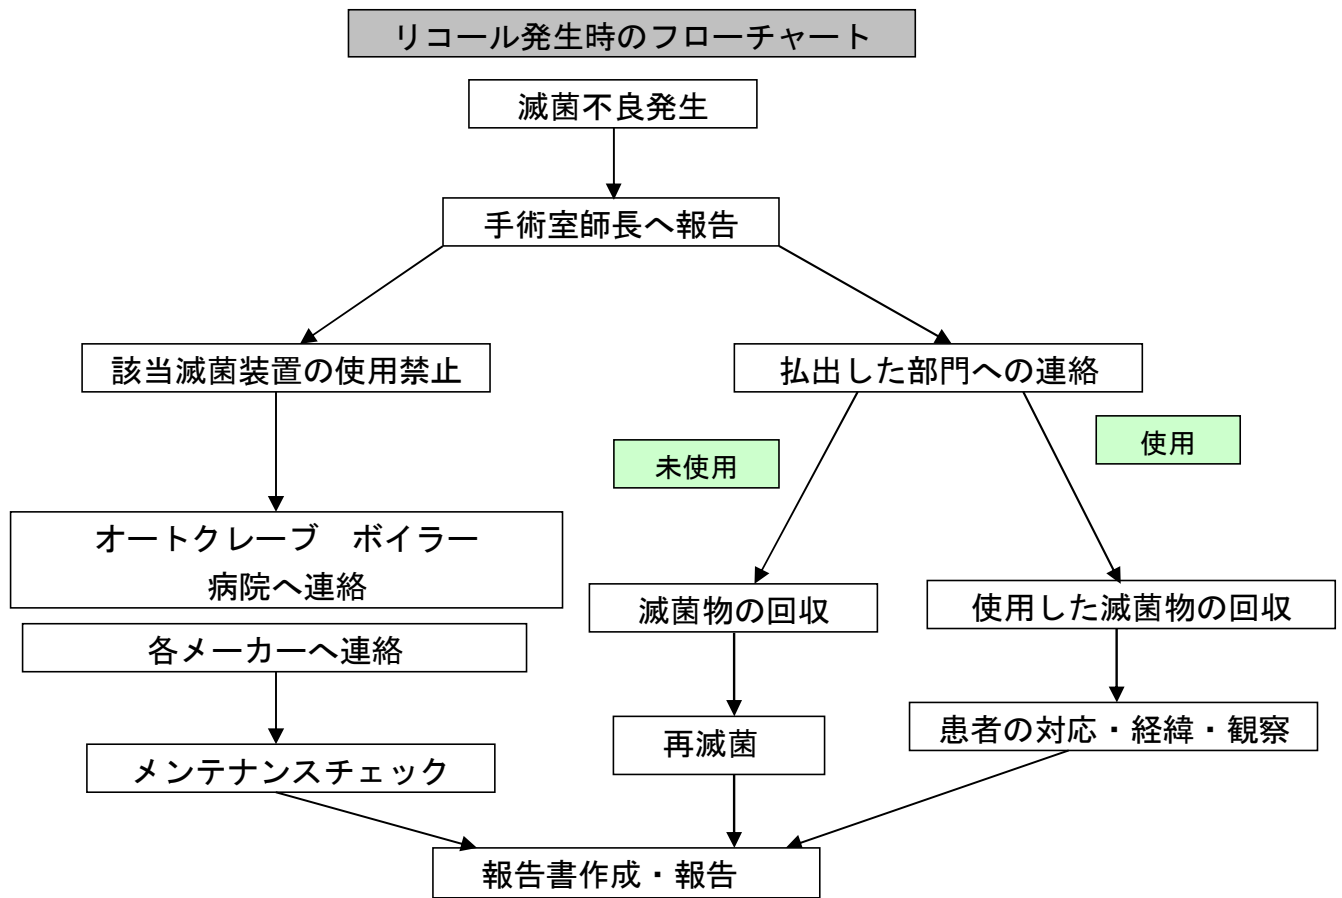 リコール発生時のフローチャート
滅菌不良発生
手術室師長へ報告
該当滅菌装置の使用禁止
払出した部門への連絡
未使用
使用
オートクレーブ　ボイラー
病院へ連絡
各メーカーへ連絡
滅菌物の回収
使用した滅菌物の回収
メンテナンスチェック
再滅菌
患者の対応・経緯・観察
報告書作成・報告